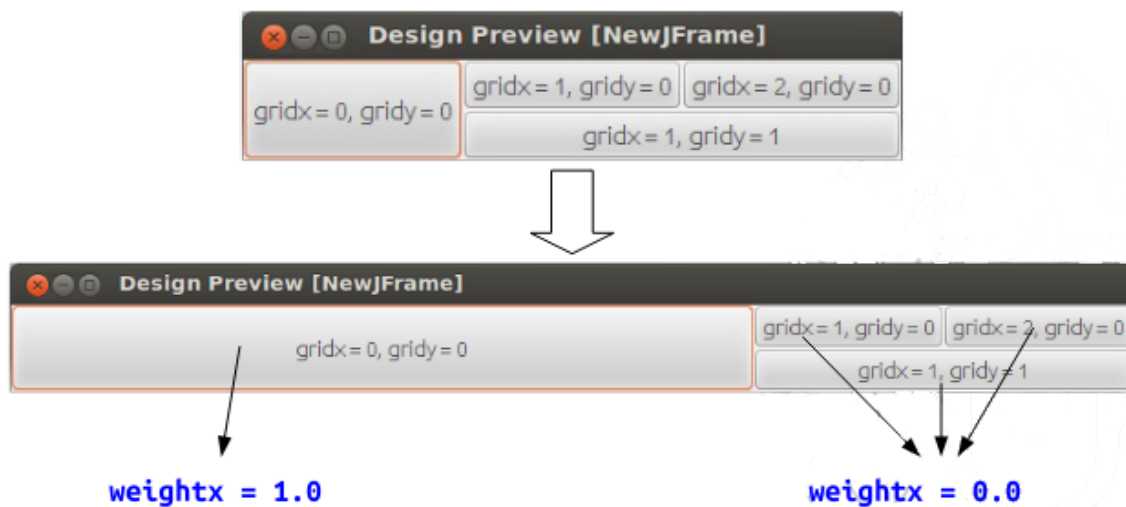 Design Preview [NewJFrame]
gridx=0, gridy=0
gridx=1, gridy=0
gridx=2, gridy=0
gridx=1, gridy=1
Design Preview [NewJFrame]
gridx=0, gridy=0
gridx=1, gridy=0
gridx=2, gridy=0
gridx=1, gridy=1
weightx = 1.0
weightx = 0.0